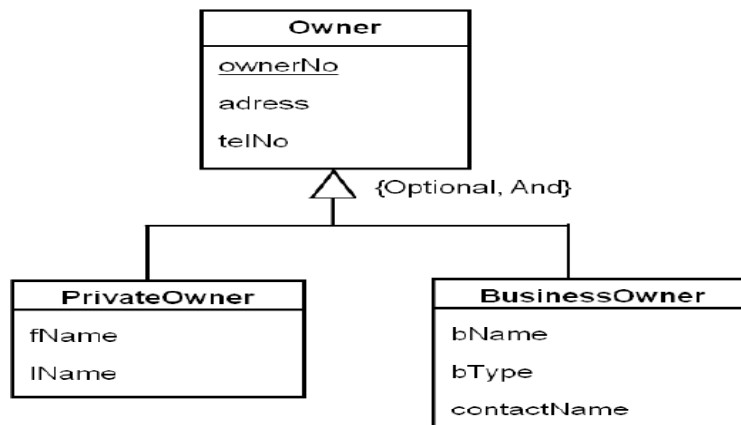 Owner
ownerNo
adress
telNo
{Optional, And}
PrivateOwner
fName
lName
BusinessOwner
bName
bType
contactName